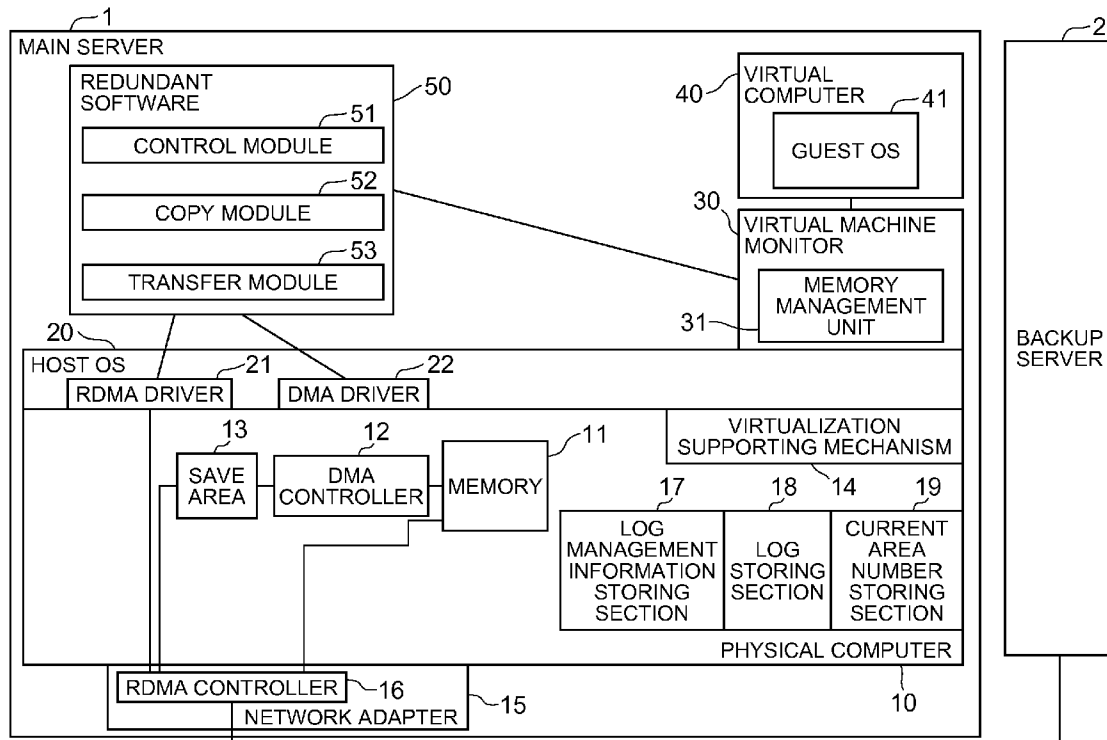 1
2
MAIN SERVER
REDUNDANT
SOFTWARE
50
51
CONTROL MODULE
52
COPY MODULE
53
TRANSFER MODULE
40
VIRTUAL
COMPUTER
41
GUEST OS
30
VIRTUAL MACHINE
MONITOR
31
MEMORY
MANAGEMENT
UNIT
BACKUP
SERVER
20
HOST OS
21
RDMA DRIVER
22
DMA DRIVER
13
SAVE
AREA
12
DMA
CONTROLLER
11
MEMORY
VIRTUALIZATION
SUPPORTING MECHANISM
14
17
LOG
MANAGEMENT
INFORMATION
STORING
SECTION
18
LOG
STORING
SECTION
19
CURRENT
AREA
NUMBER
STORING
SECTION
PHYSICAL COMPUTER
10
RDMA CONTROLLER
16
NETWORK ADAPTER
15